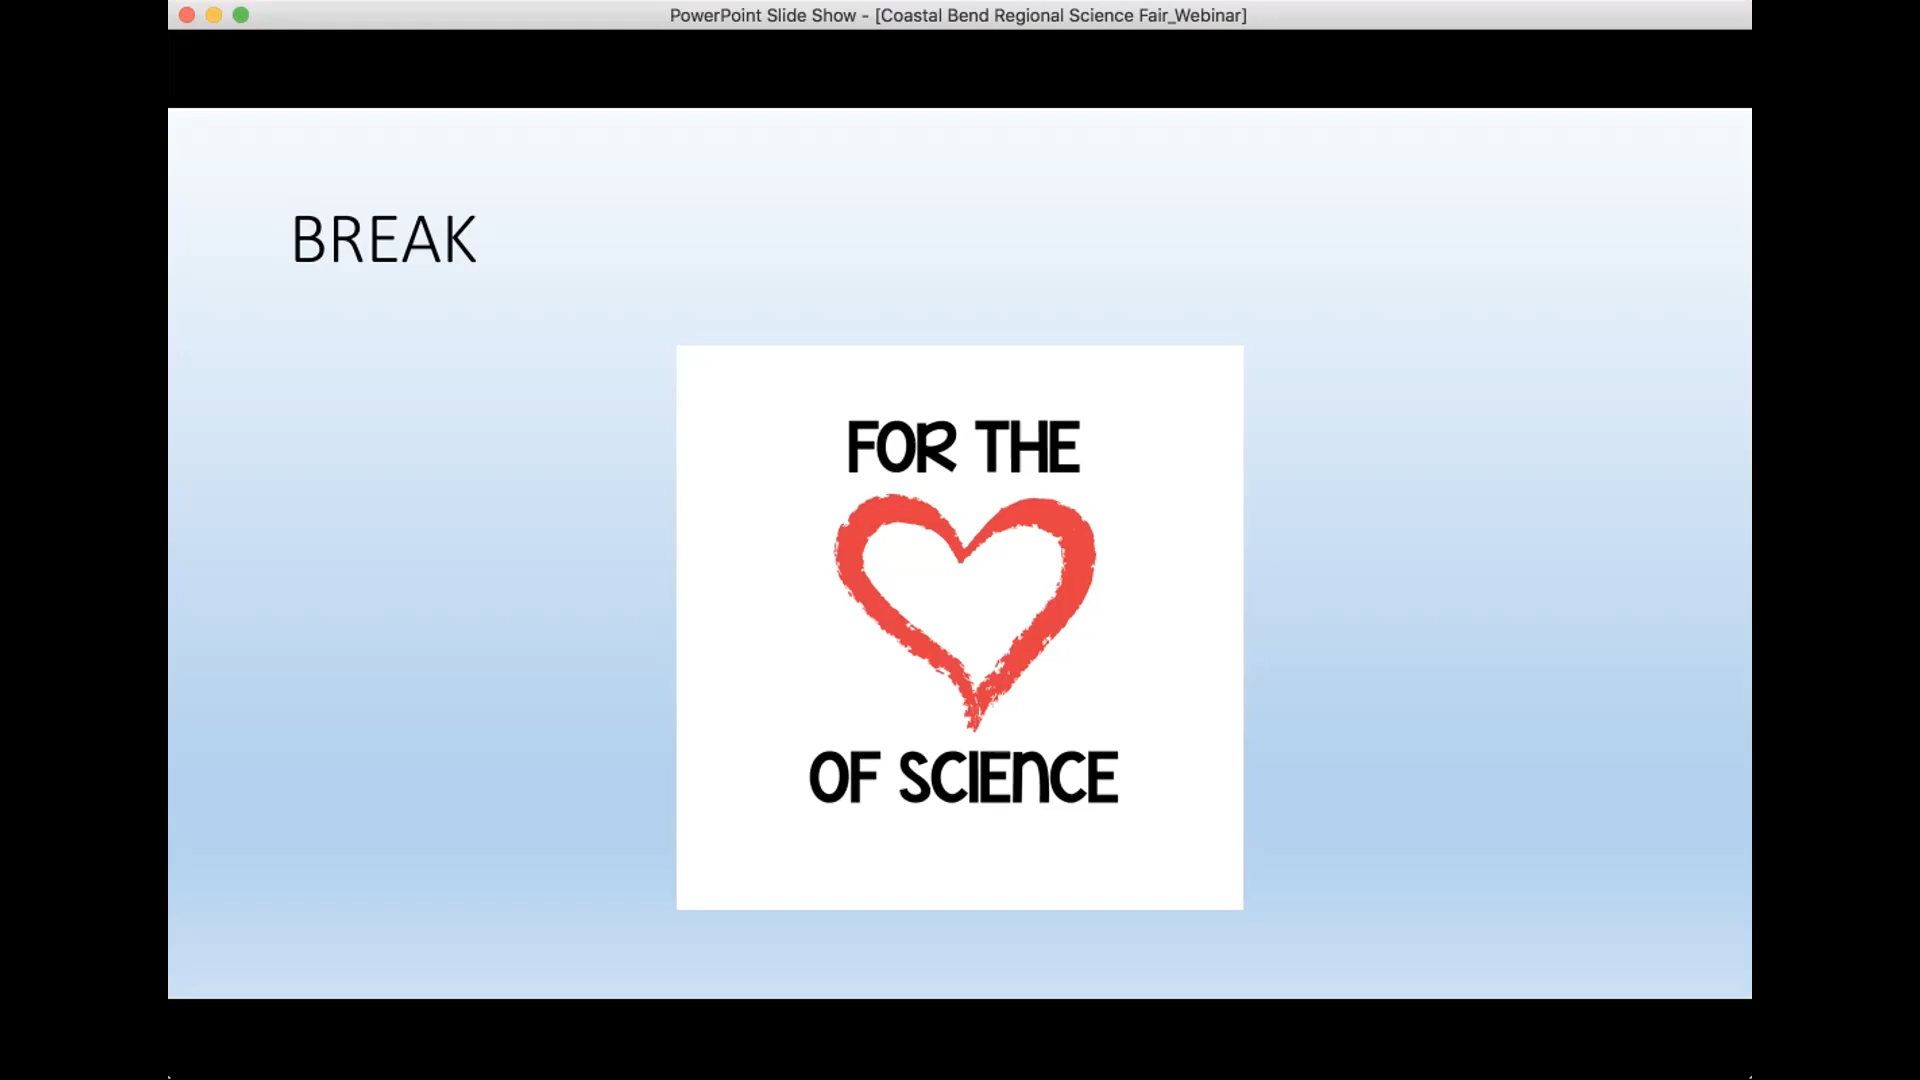 PowerPoint Slide Show - [Coastal Bend Regional Science Fair_Webinar]
BREAK
FOR THE
OF SCIENCE